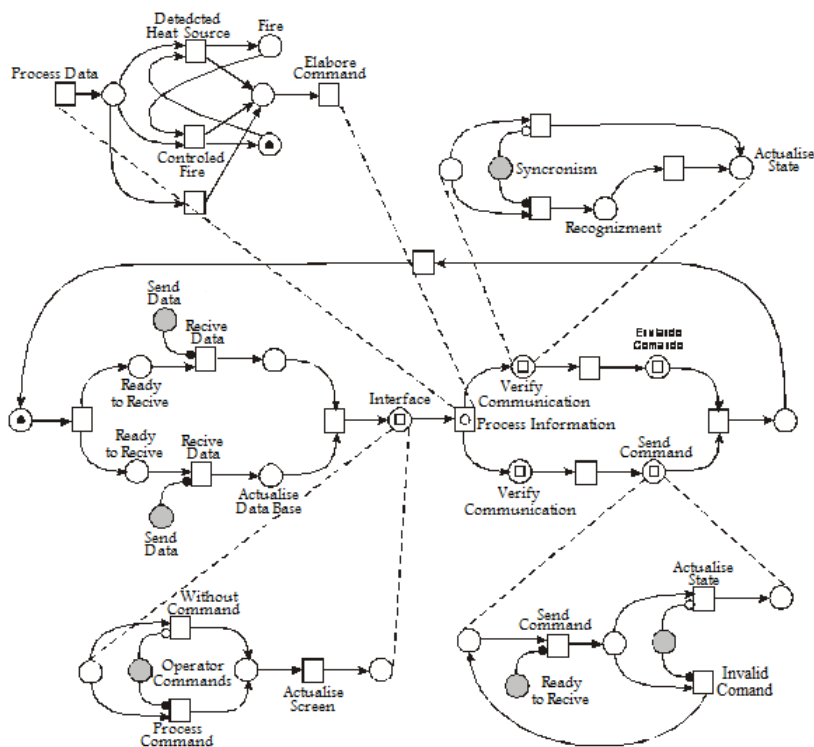 Detedcted
Heat Source
Fire
Process Data
Elabore
Command
Controled
Fire
Syncronism
Actualise
State
Recognizment
Send
Data
Recive
Data
Ready
to Recive
Ready
to Recive
Recive
Data
Actualise
Data Base
Send
Data
Interface
Process Information
Verify
Communication
Enviando
Comando
Send
Command
Verify
Communication
Without
Command
Operator
Commands
Process
Command
Actualise
Screen
Send
Command
Ready
to Recive
Actualise
State
Invalid
Comand